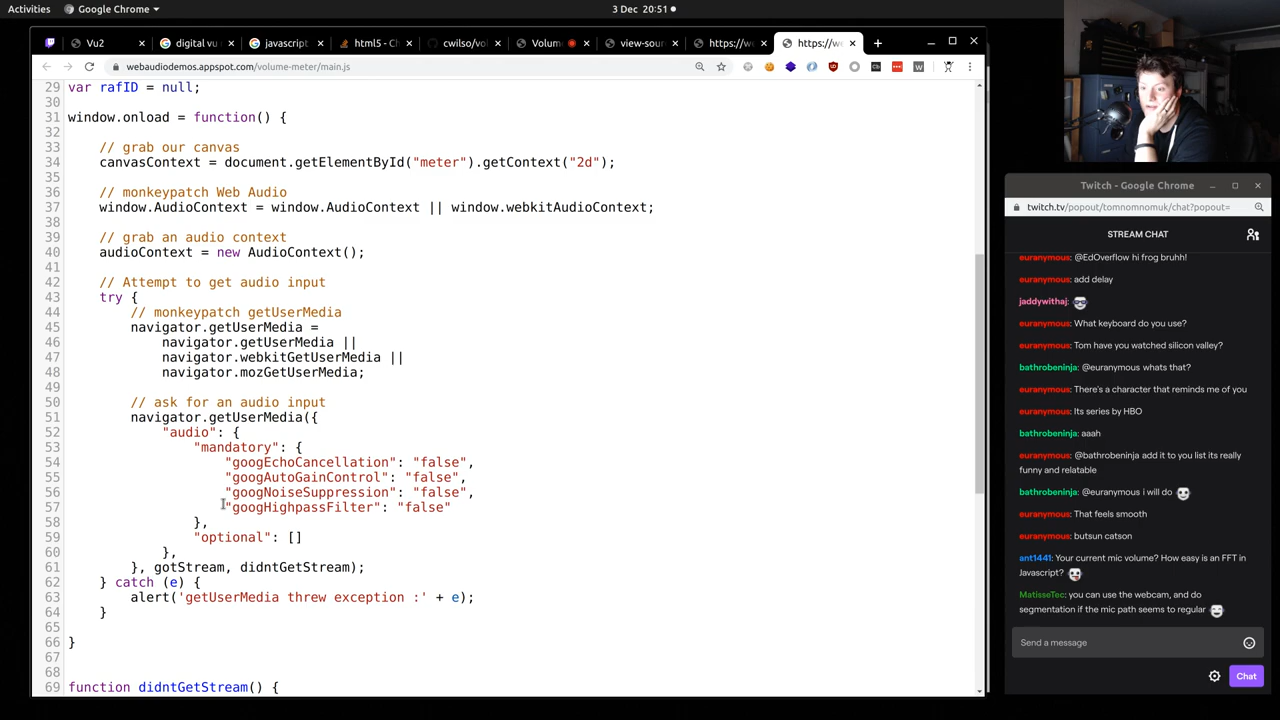 Activities
Google Chrome
3 Dec 20:51
Vu2
digital vu
javascript
html5 - Ch
cwilso/vol
Volum
view-sour
https://we
https://we
webaudiodemos.appspot.com/volume-meter/main.js
29 var rafID = null;
30
31 window.onload = function() {
32
33 // grab our canvas
34 canvasContext = document.getElementById("meter").getContext("2d");
35
36 // monkeypatch Web Audio
37 window.AudioContext = window.AudioContext || window.webkitAudioContext;
38
39 // grab an audio context
40 audioContext = new AudioContext();
41
42 // Attempt to get audio input
43 try {
44 // monkeypatch getUserMedia
45 navigator.getUserMedia =
46 navigator.getUserMedia ||
47 navigator.webkitGetUserMedia ||
48 navigator.mozGetUserMedia;
49
50 // ask for an audio input
51 navigator.getUserMedia({
52 "audio": {
53 "mandatory": {
54 "googEchoCancellation": "false",
55 "googAutoGainControl": "false",
56 "googNoiseSuppression": "false",
57 "googHighpassFilter": "false"
58 },
59 "optional": []
60 },
61 }, gotStream, didntGetStream);
62 } catch (e) {
63 alert('getUserMedia threw exception :' + e);
64 }
65
66 }
67
68
69 function didntGetStream() {
Twitch - Google Chrome
twitch.tv/popout/tomnomnomuk/chat?popout=
STREAM CHAT
euranymous: @EdOverflow hi frog bruhh!
euranymous: add delay
jaddywithaj:
euranymous: What keyboard do you use?
euranymous: Tom have you watched silicon valley?
bathrobeninja: @euranymous whats that?
euranymous: There's a character that reminds me of you
euranymous: Its series by HBO
bathrobeninja: aaah
euranymous: @bathrobeninja add it to you list its really
funny and relatable
bathrobeninja: @euranymous i will do
euranymous: That feels smooth
euranymous: butsun catson
ant1441: Your current mic volume? How easy is an FFT in
Javascript?
MatisseTec: you can use the webcam, and do
segmentation if the mic path seems to regular
Send a message
Chat